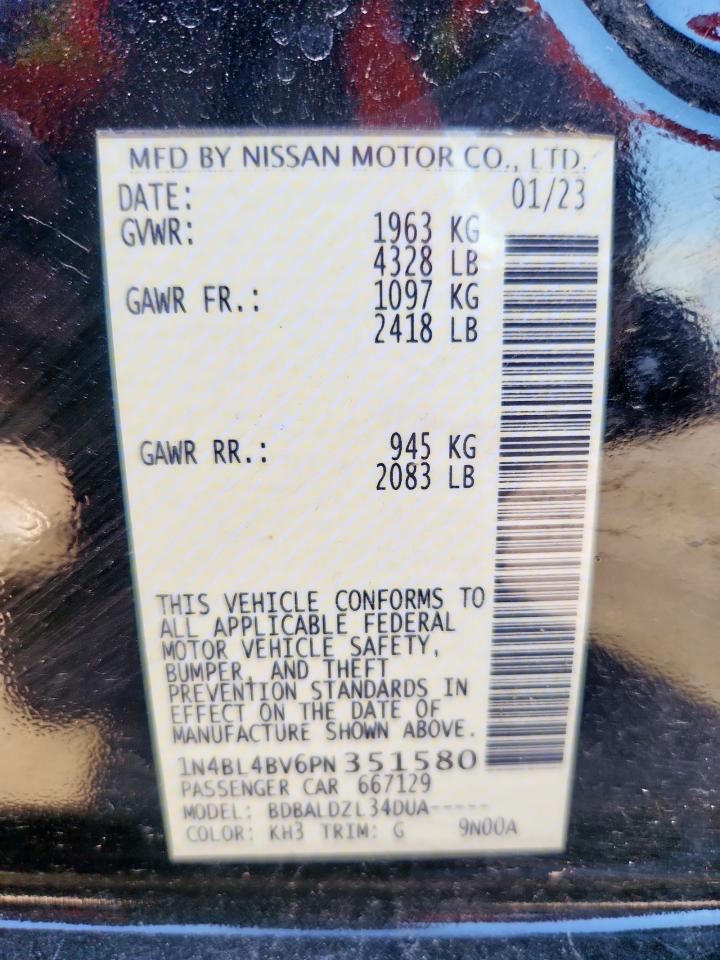 MFD BY NISSAN MOTOR CO., LTD.
DATE: 01/23
GVWR: 1963 KG
4328 LB
GAWR FR.: 1097 KG
2418 LB
GAWR RR.: 945 KG
2083 LB
THIS VEHICLE CONFORMS TO
ALL APPLICABLE FEDERAL
MOTOR VEHICLE SAFETY,
BUMPER, AND THEFT
PREVENTION STANDARDS IN
EFFECT ON THE DATE OF
MANUFACTURE SHOWN ABOVE.
1N4BL4BV6PN351580
PASSENGER CAR 667129
MODEL: BDBALDZL34DUA-----
COLOR: KH3 TRIM: G 9N00A